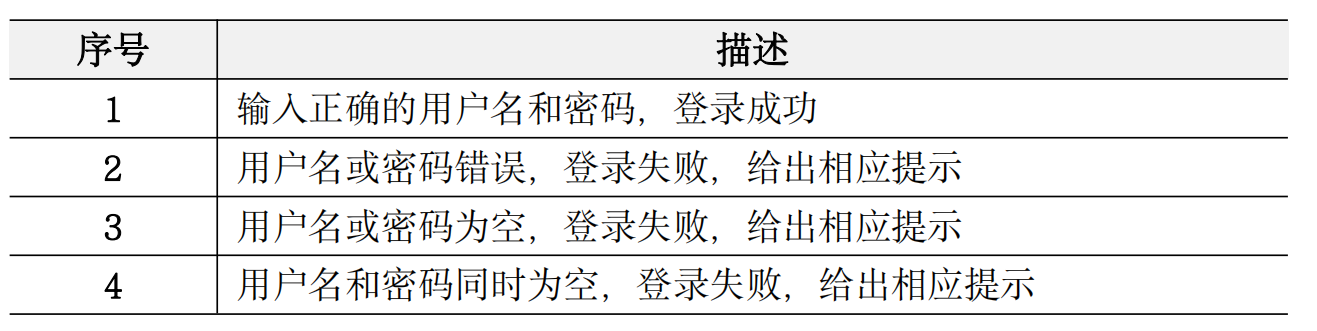 序号 描述
1 输入正确的用户名和密码，登录成功
2 用户名或密码错误，登录失败，给出相应提示
3 用户名或密码为空，登录失败，给出相应提示
4 用户名和密码同时为空，登录失败，给出相应提示